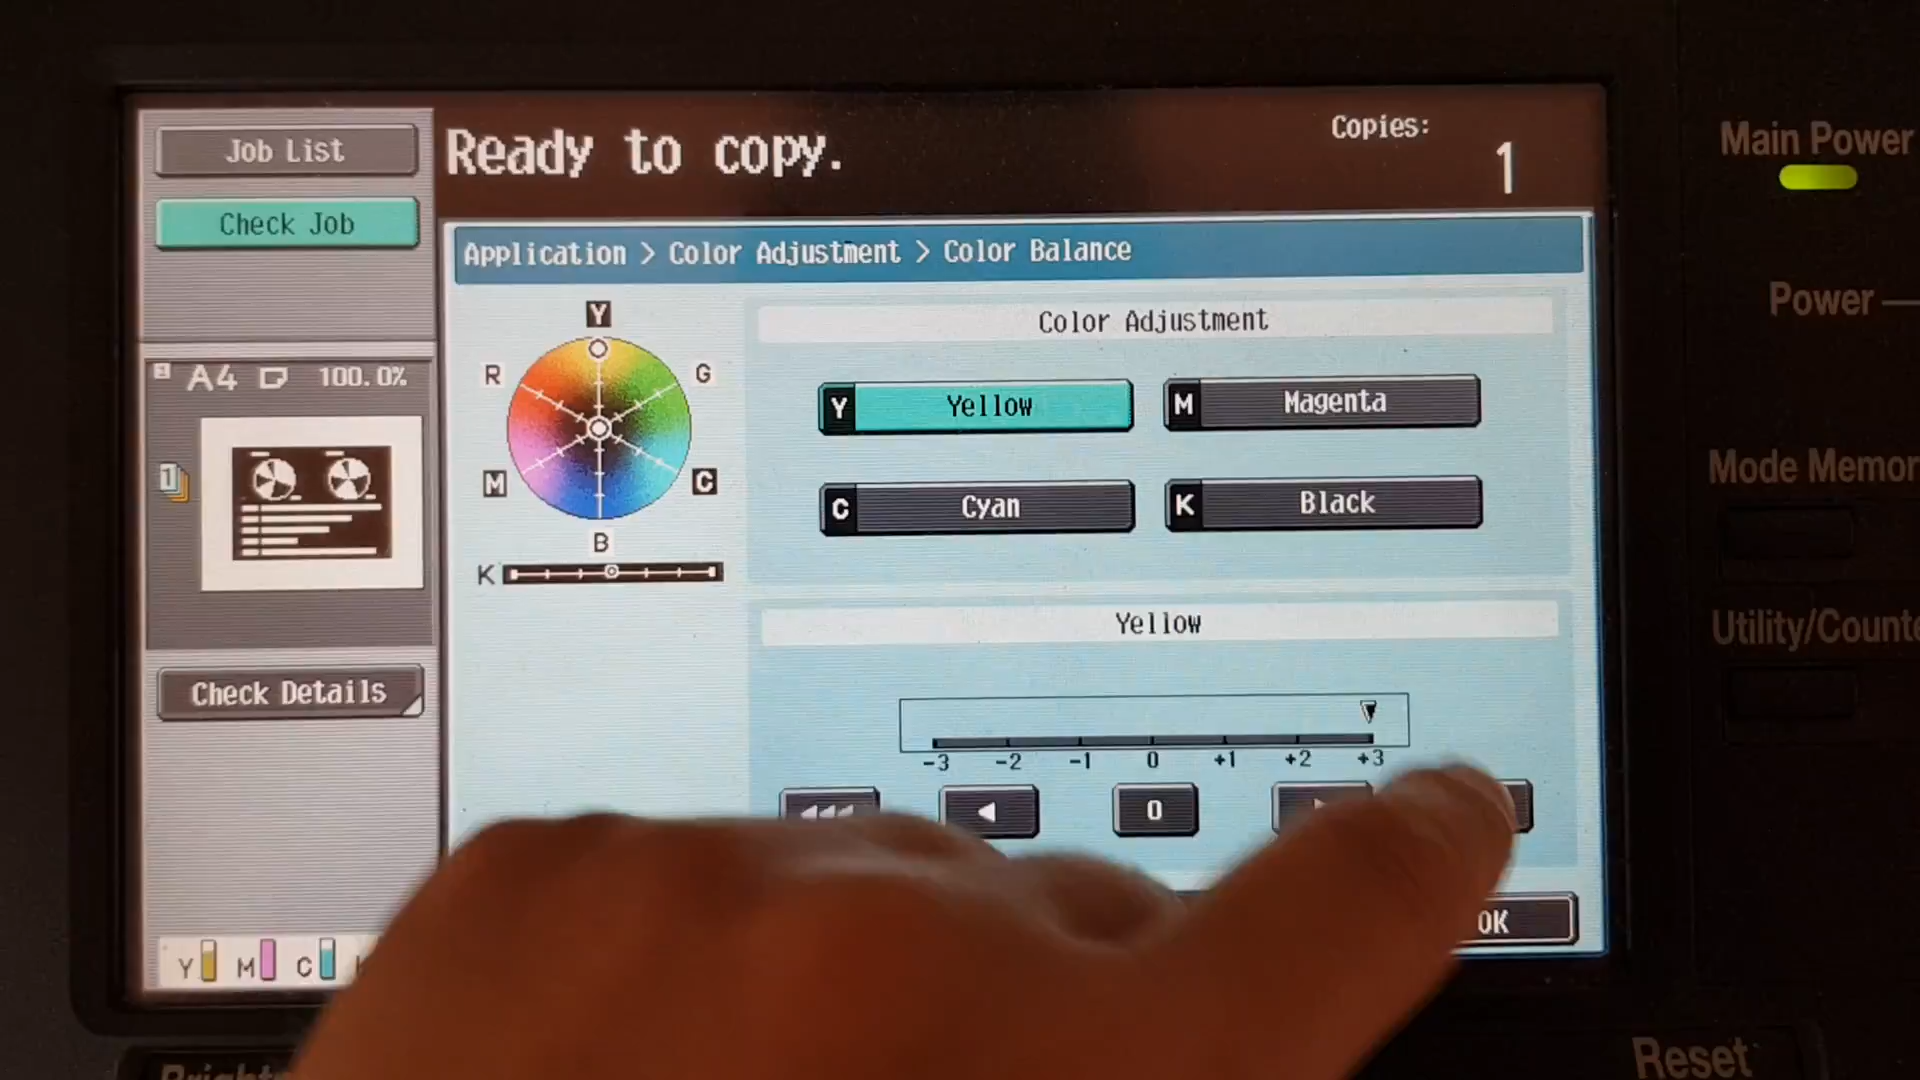 Job List
Check Job
A4 100.0%
1
Check Details
Y M C
Ready to copy.
Copies:
1
Application > Color Adjustment > Color Balance
Y
R G
M C
B
K
Color Adjustment
Y Yellow
M Magenta
C Cyan
K Black
Yellow
-3 -2 -1 0 +1 +2 +3
0
OK
Main Power
Power
Mode Memor
Utility/Counte
Reset